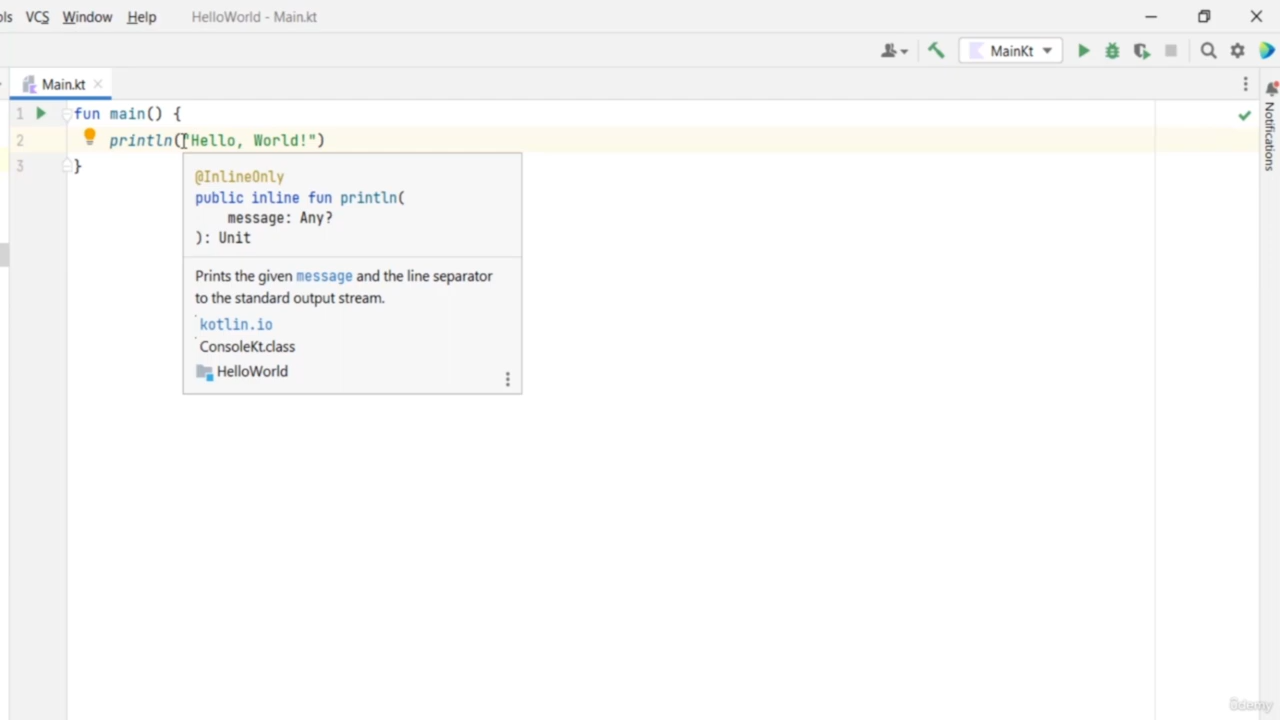 ols VCS Window Help HelloWorld - Main.kt
MainKt
Main.kt
1 fun main() {
2 println("Hello, World!")
3 }
@InlineOnly
public inline fun println(
message: Any?
): Unit
Prints the given message and the line separator
to the standard output stream.
kotlin.io
ConsoleKt.class
HelloWorld
Notifications
ûdemy